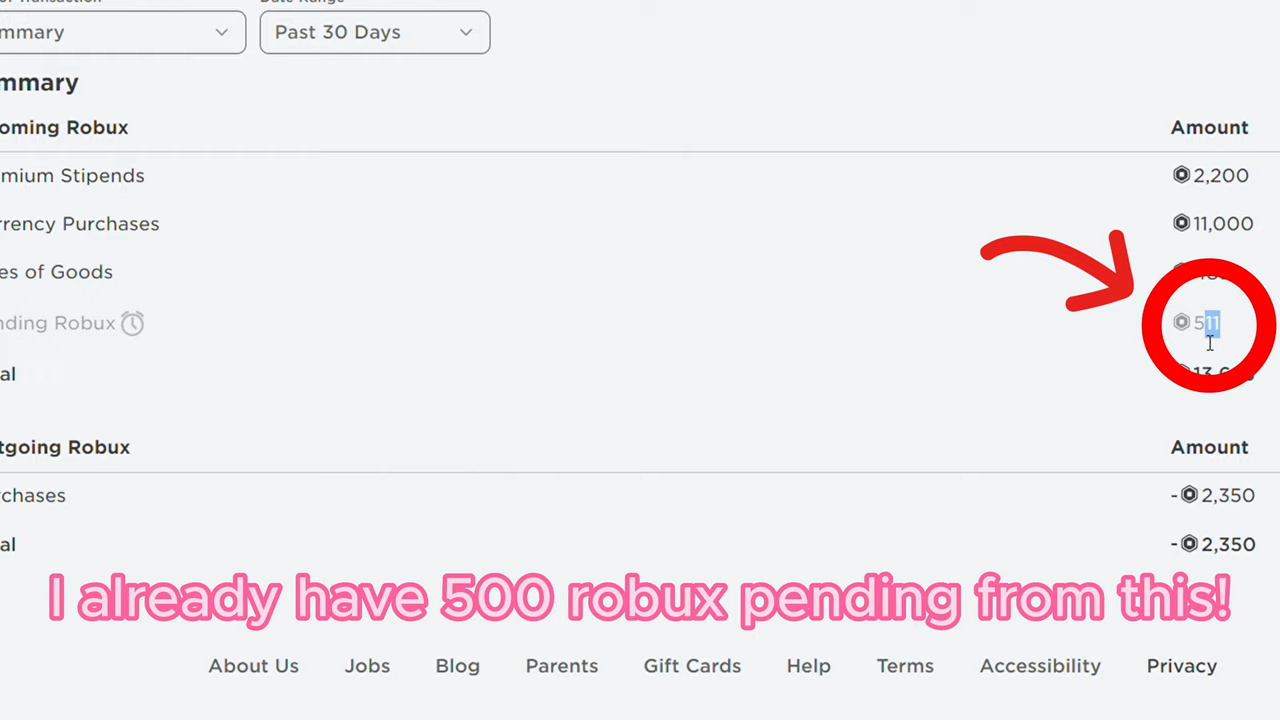 mmary Past 30 Days
mmary
oming Robux Amount
mium Stipends 2,200
rrency Purchases 11,000
es of Goods
nding Robux 511
al
tgoing Robux Amount
rchases -2,350
al -2,350
I already have 500 robux pending from this!
About Us Jobs Blog Parents Gift Cards Help Terms Accessibility Privacy